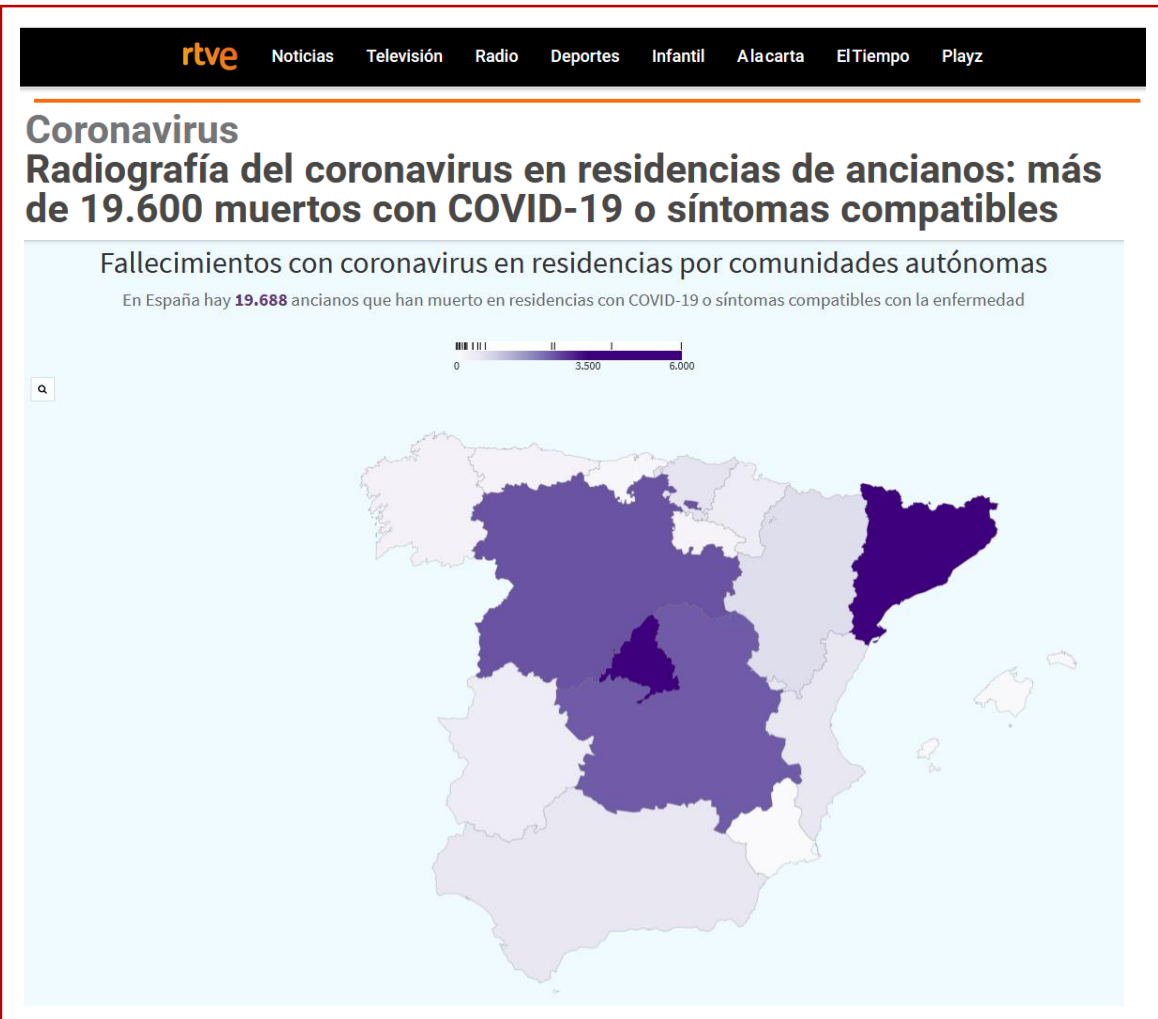 rtve Noticias Televisión Radio Deportes Infantil A la carta El Tiempo Playz
Coronavirus
Radiografía del coronavirus en residencias de ancianos: más
de 19.600 muertos con COVID-19 o síntomas compatibles
Fallecimientos con coronavirus en residencias por comunidades autónomas
En España hay 19.688 ancianos que han muerto en residencias con COVID-19 o síntomas compatibles con la enfermedad
0 3.500 6.000